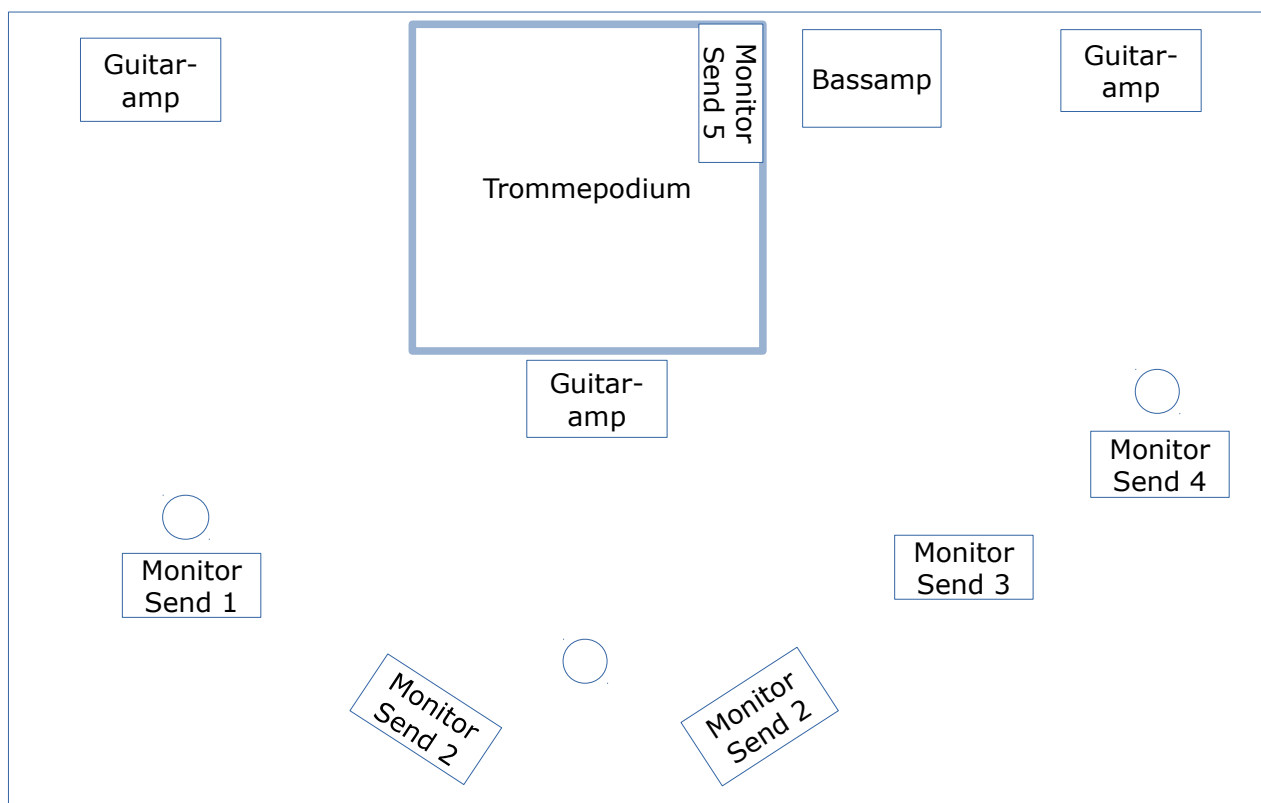 Guitar-
amp
Monitor
Send 5
Bassamp
Guitar-
amp
Trommepodium
Guitar-
amp
Monitor
Send 4
Monitor
Send 1
Monitor
Send 3
Monitor
Send 2
Monitor
Send 2